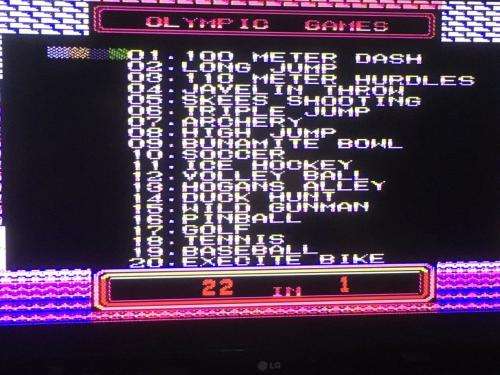 OLYMPIC GAMES
01. 100 METER DASH
02. LONG JUMP
03. 110 METER HURDLES
04. JAVELIN THROW
05. SKEES SHOOTING
06. TRIPLE JUMP
07. ARCHERY
08. HIGH JUMP
09. BUNAMITE BOWL
10. SOCCER
11. ICE HOCKEY
12. VOLLEY BALL
13. HOGANS ALLEY
14. DUCK HUNT
15. WILD GUNMAN
16. PINBALL
17. GOLF
18. TENNIS
19. BASEBALL
20. EXECITE BIKE
22 IN 1
LG